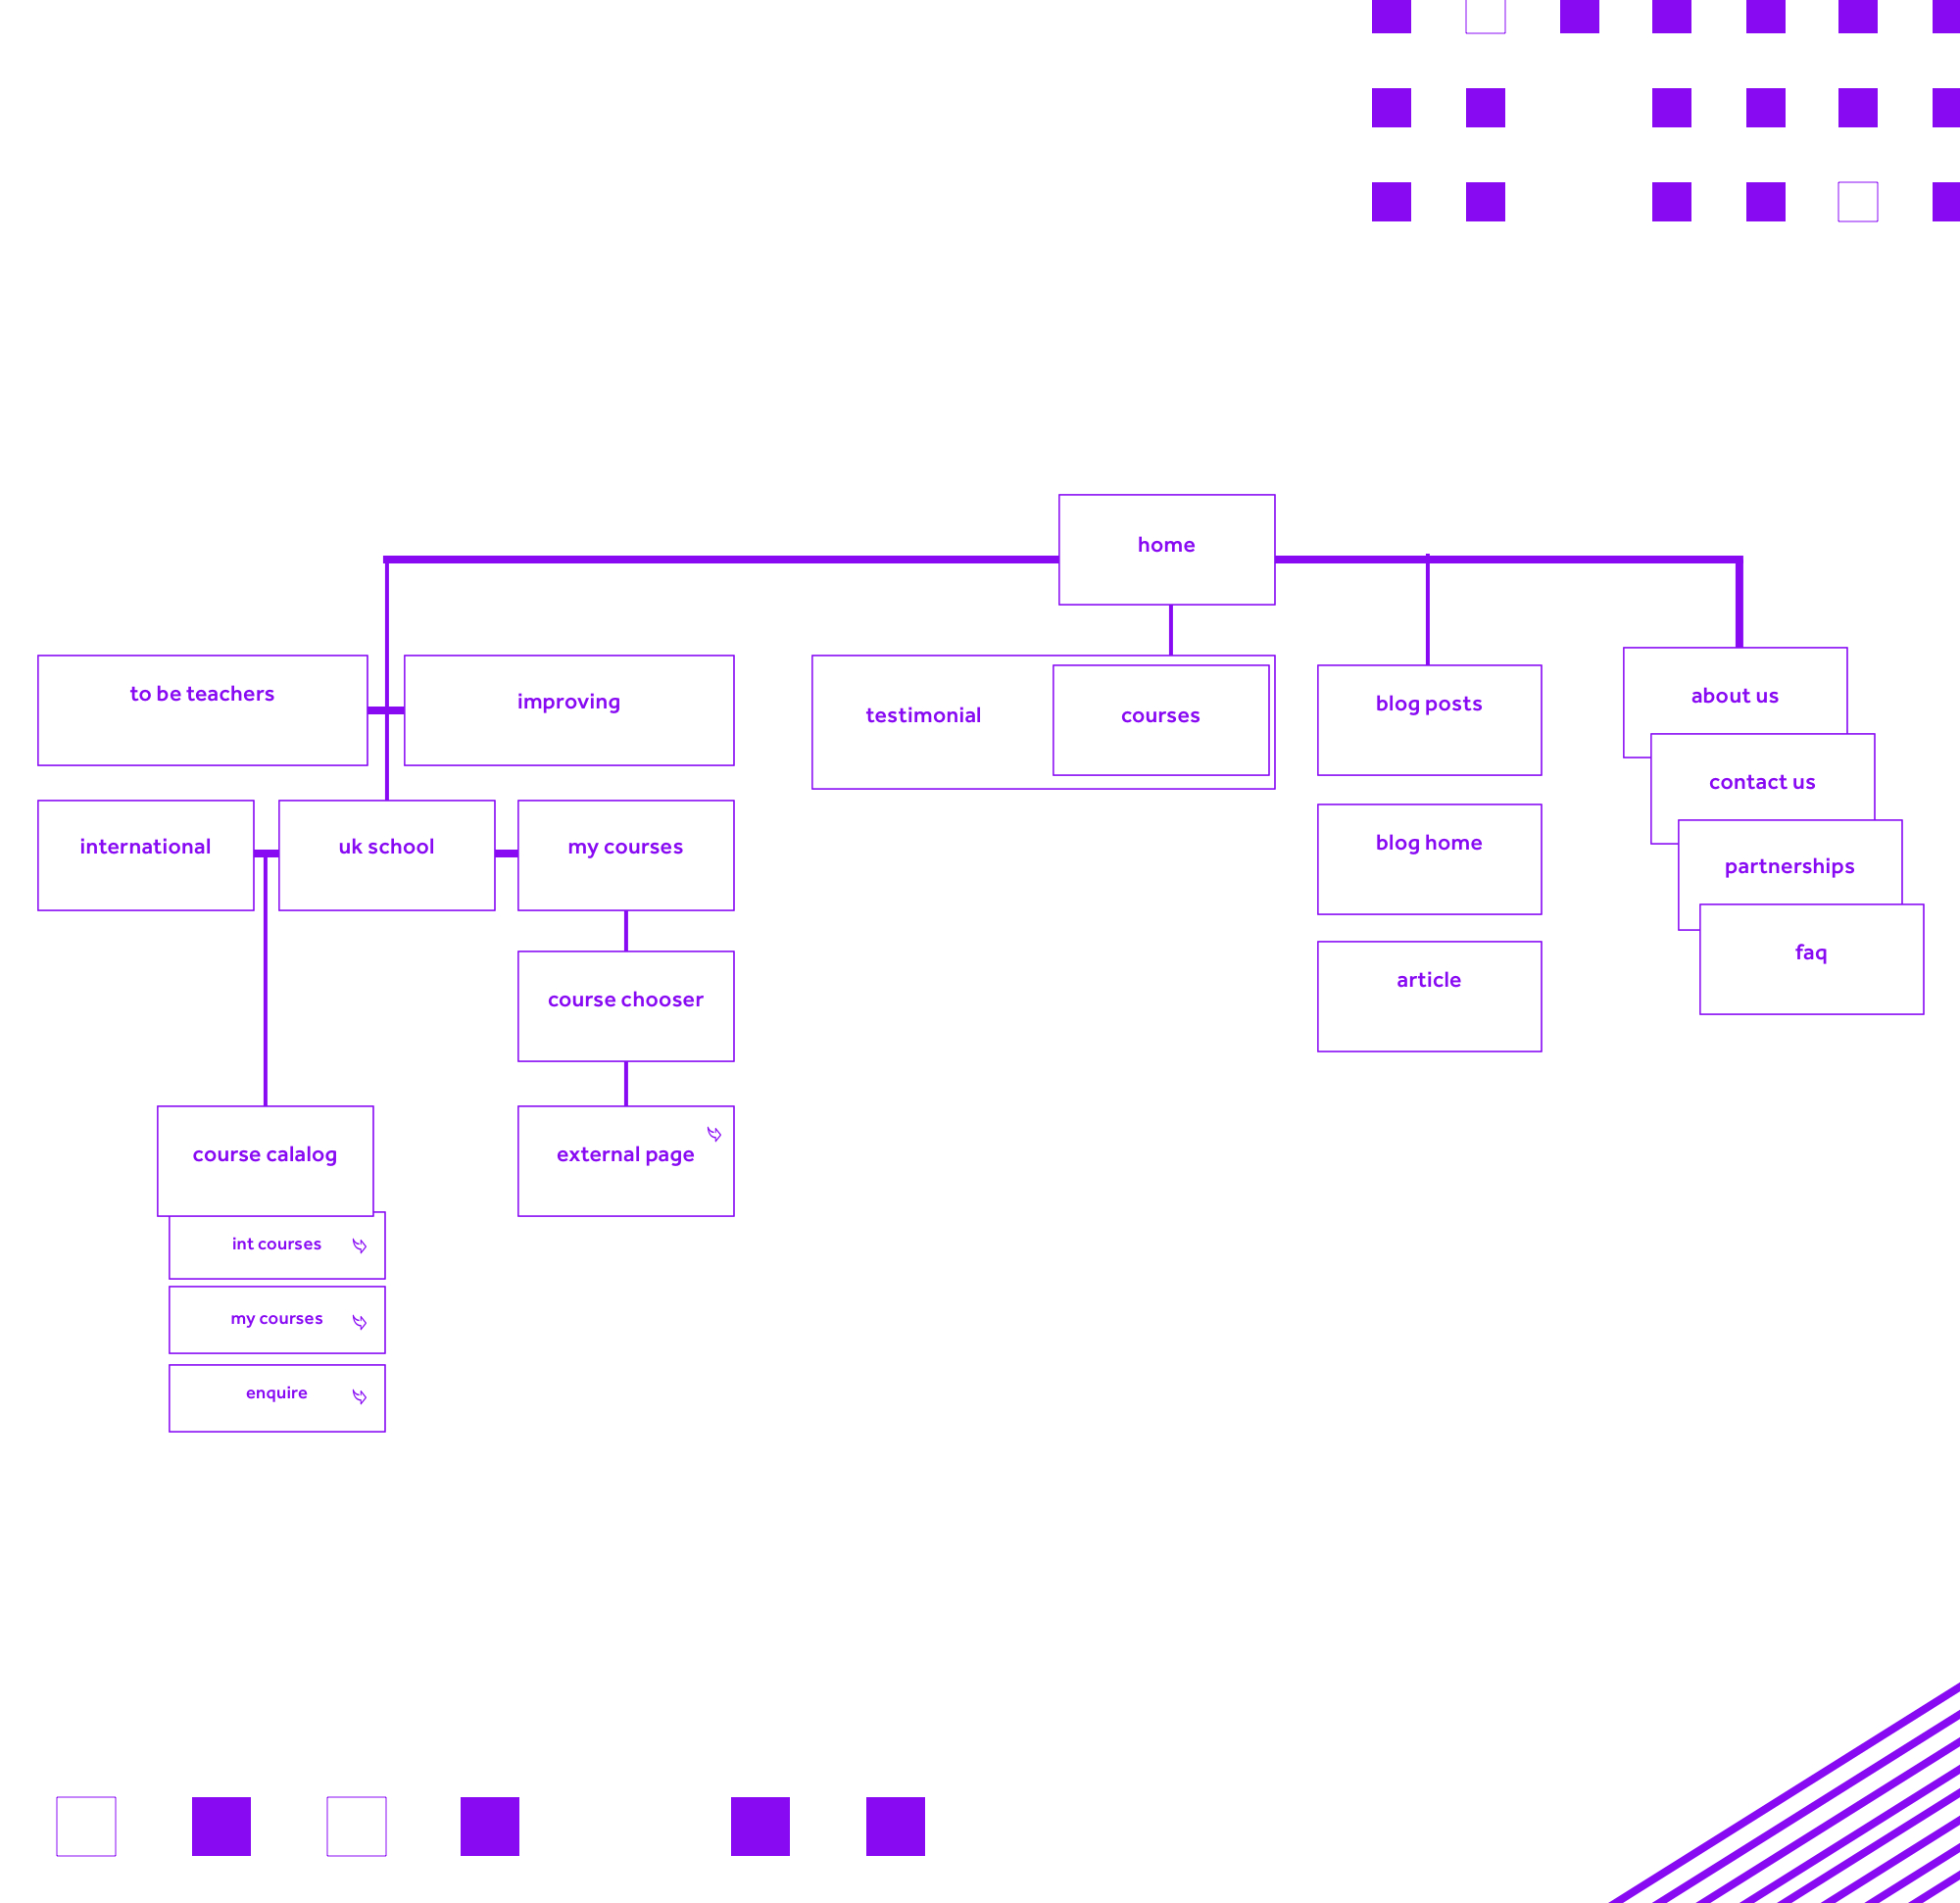 home
to be teachers
improving
testimonial
courses
blog posts
about us
international
uk school
my courses
blog home
contact us
partnerships
course chooser
article
faq
course calalog
external page
int courses
my courses
enquire